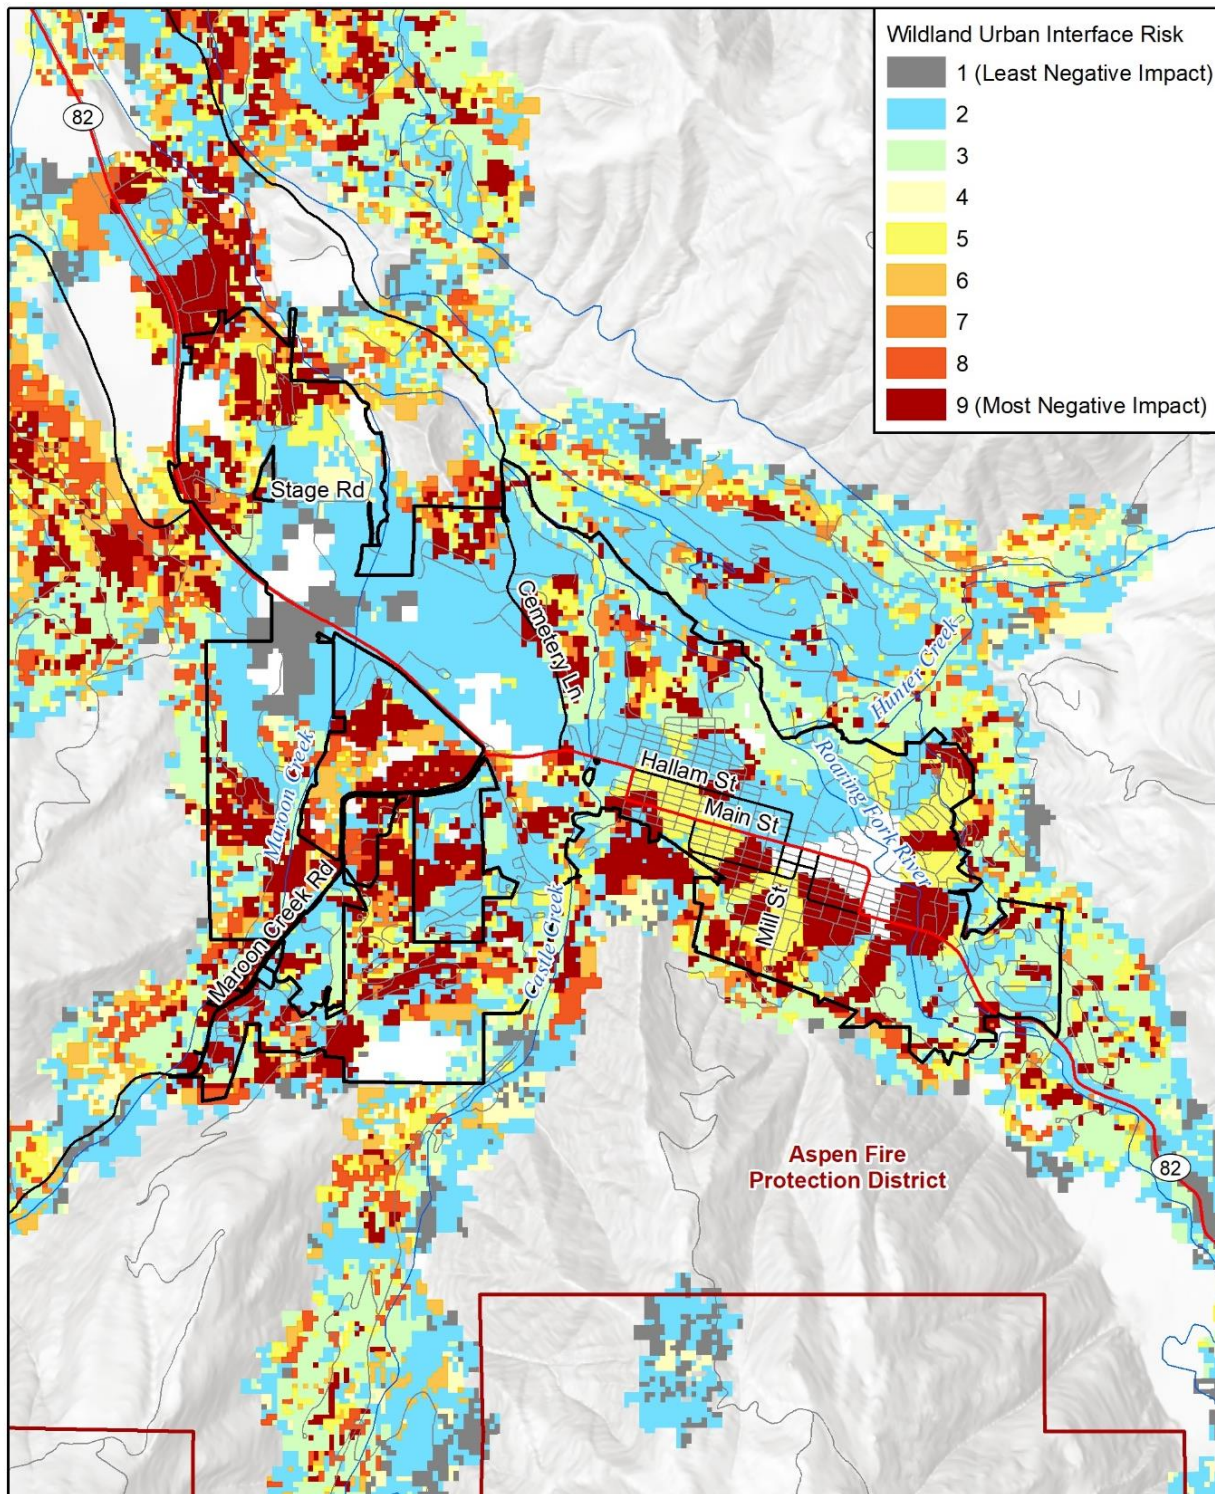 Wildland Urban Interface Risk
1 (Least Negative Impact)
2
3
4
5
6
7
8
9 (Most Negative Impact)
82
Stage Rd
Cemetery Ln.
Hunter Creek
Maroon Creek
Hallam St
Roaring Fork River
Main St
Maroon Creek Rd
Castle Creek
Mill St
Aspen Fire
Protection District
82